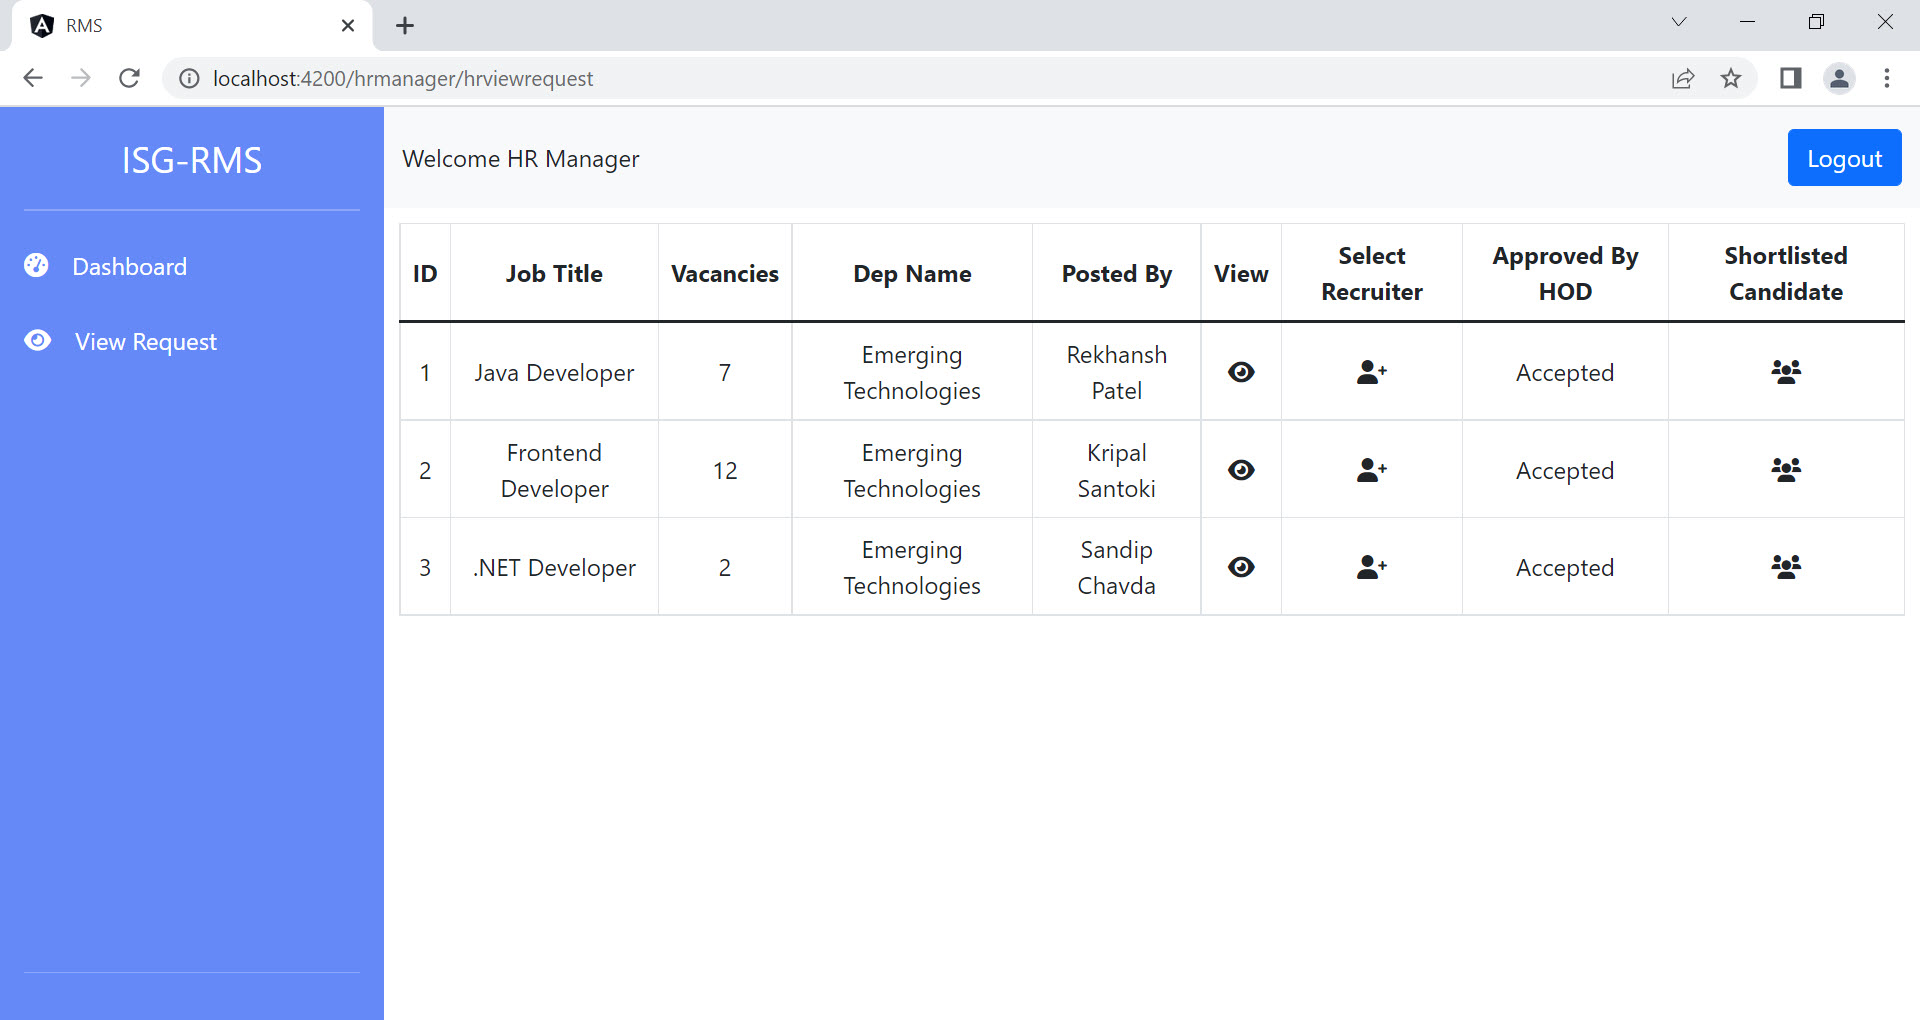 RMS
localhost:4200/hrmanager/hrviewrequest
ISG-RMS
Dashboard
View Request
Welcome HR Manager
Logout
ID Job Title Vacancies Dep Name Posted By View Select Recruiter Approved By HOD Shortlisted Candidate
1 Java Developer 7 Emerging Technologies Rekhansh Patel Accepted
2 Frontend Developer 12 Emerging Technologies Kripal Santoki Accepted
3 .NET Developer 2 Emerging Technologies Sandip Chavda Accepted